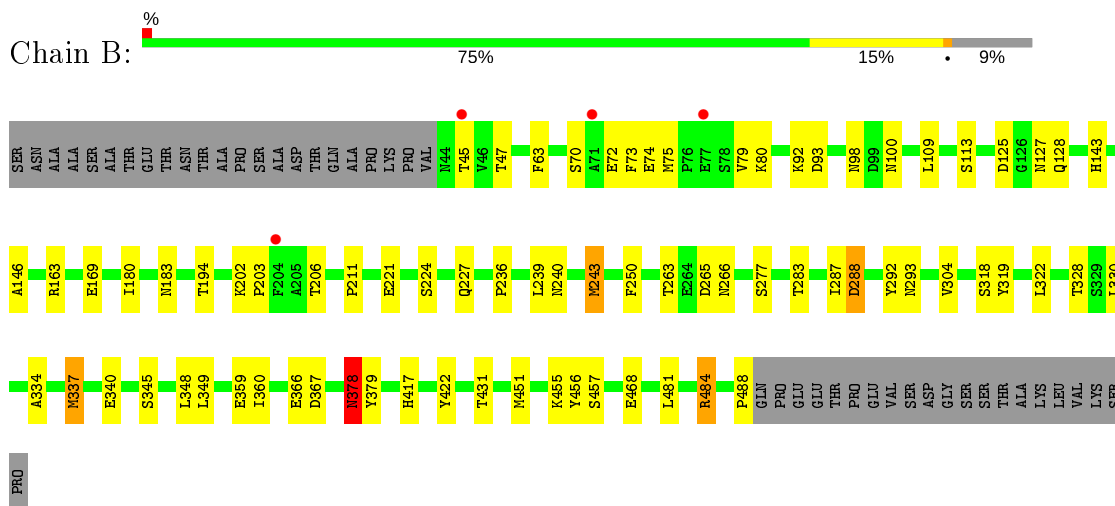 %
Chain B:
75% 15% • 9%
SER ASN ALA ALA SER ALA THR GLU THR ASN THR ALA PRO SER ALA ASP THR GLN ALA PRO LYS PRO VAL N44 T45 V46 T47 F63 S70 A71 E72 F73 E74 M75 P76 E77 S78 V79 K80 K92 D93 N98 D99 N100 L109 S113 D125 G126 N127 Q128 H143
A146 R163 E169 I180 N183 T194 K202 P203 F204 A205 T206 P211 E221 S224 Q227 P236 L239 N240 M243 F250 T263 E264 D265 N266 S277 T283 I287 D288 Y292 N293 V304 S318 Y319 L322 T328 S329 L330
A334 M337 E340 S345 L348 L349 E359 I360 E366 D367 N378 Y379 H417 Y422 T431 M451 K455 Y456 S457 E468 L481 R484 P488 GLN PRO GLU GLU THR PRO GLU VAL SER ASP GLY SER SER THR ALA LYS LEU VAL LYS SER
PRO